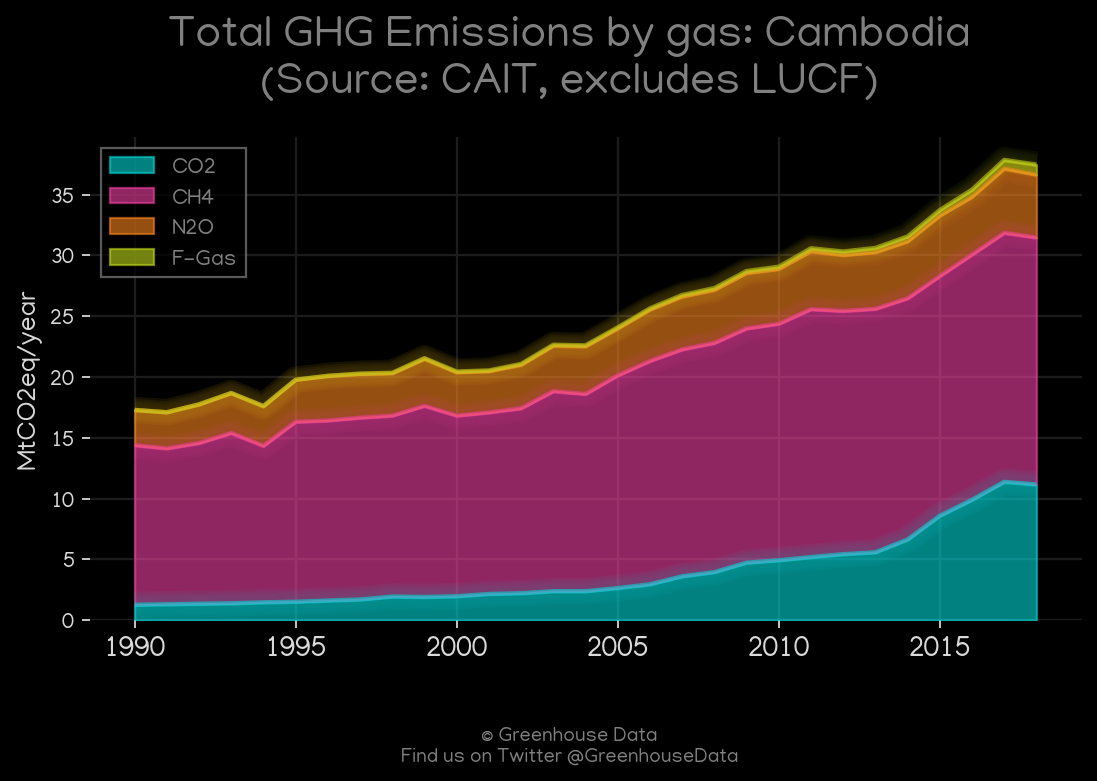 Total GHG Emissions by gas: Cambodia
(Source: CAIT, excludes LUCF)
CO2
CH4
N2O
F-Gas
MtCO2eq/year
35
30
25
20
15
10
5
0
1990 1995 2000 2005 2010 2015
© Greenhouse Data
Find us on Twitter @GreenhouseData